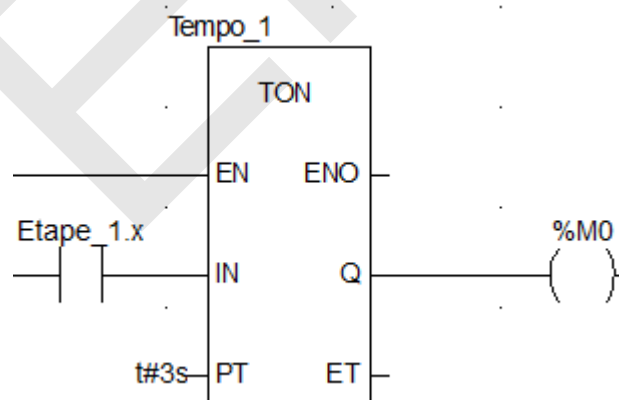 Tempo_1
TON
EN ENO
Etape_1.x %M0
IN Q
t#3s PT ET